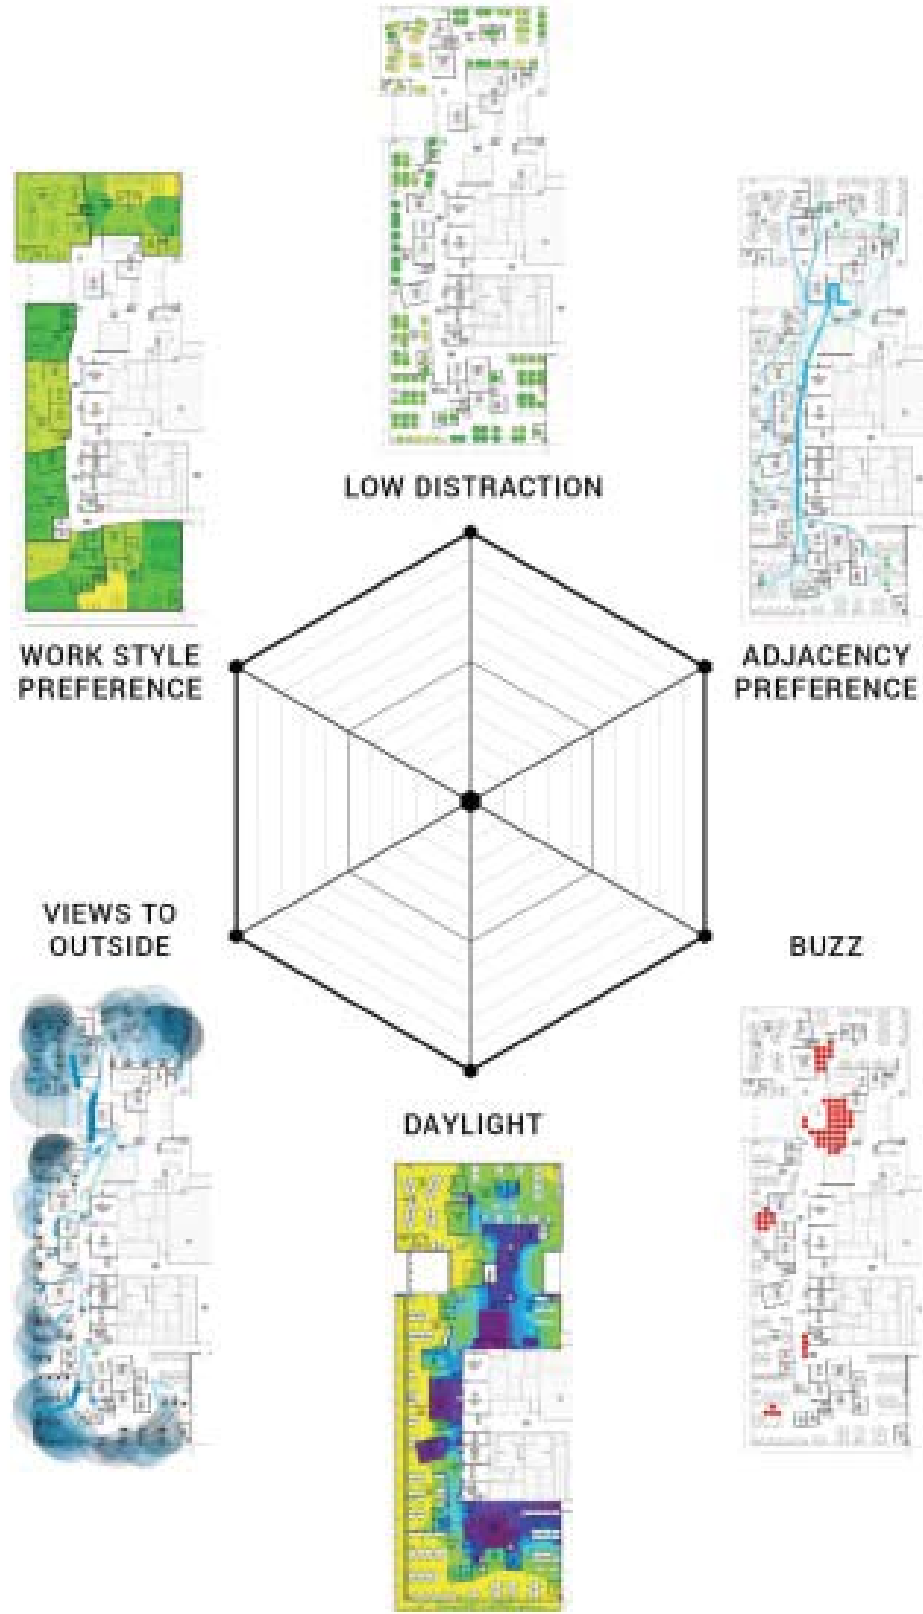 LOW DISTRACTION
WORK STYLE
PREFERENCE
ADJACENCY
PREFERENCE
VIEWS TO
OUTSIDE
BUZZ
DAYLIGHT